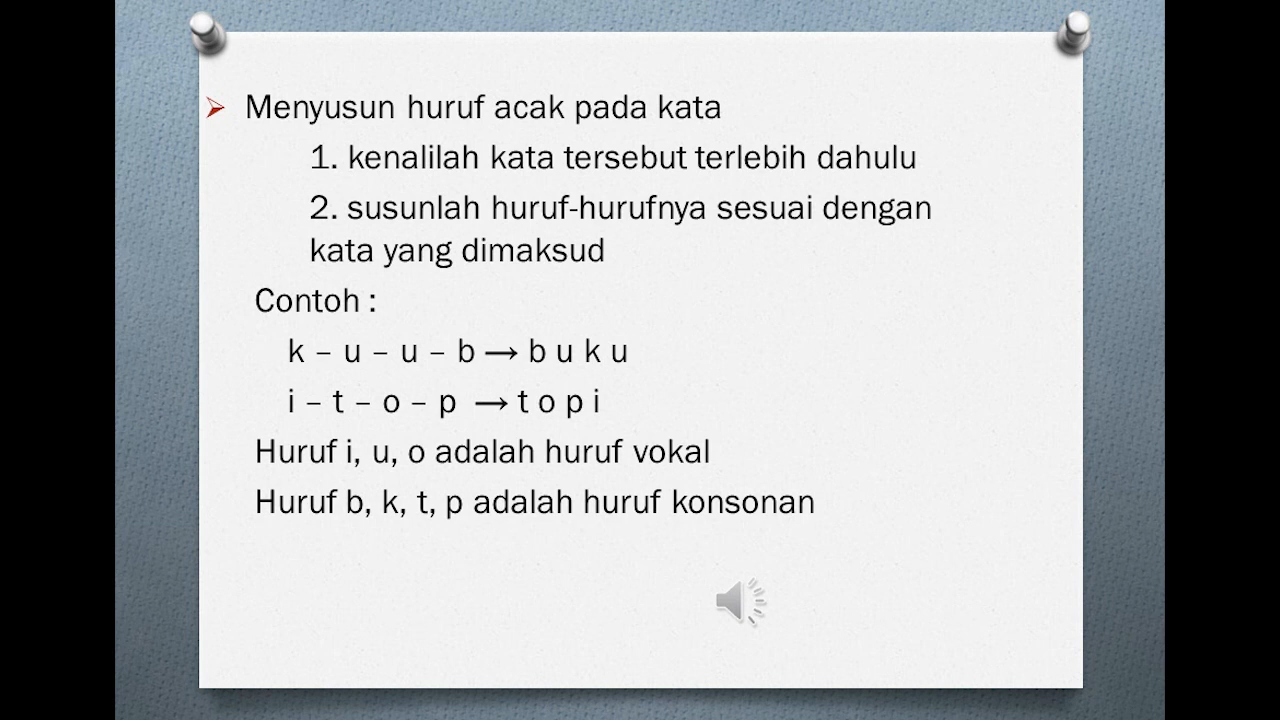 Menyusun huruf acak pada kata
1. kenalilah kata tersebut terlebih dahulu
2. susunlah huruf-hurufnya sesuai dengan
kata yang dimaksud
Contoh :
k – u – u – b → b u k u
i – t – o – p → t o p i
Huruf i, u, o adalah huruf vokal
Huruf b, k, t, p adalah huruf konsonan